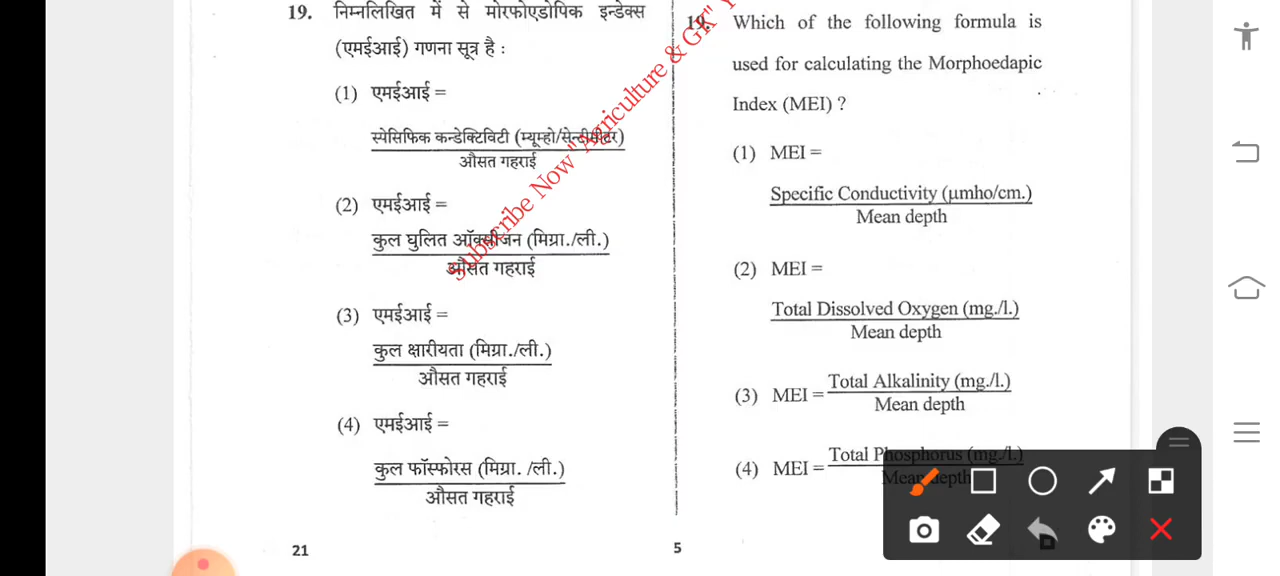 19. निम्नलिखित में से मोरफोएडोपिक इन्डेक्स
(एमईआई) गणना सूत्र है :
(1) एमईआई =
स्पेसिफिक कन्डेक्टिविटी (म्यूम्हो/सेन्टीमीटर)
औसत गहराई
(2) एमईआई =
कुल घुलित ऑक्सीजन (मिग्रा./ली.)
औसत गहराई
(3) एमईआई =
कुल क्षारीयता (मिग्रा./ली.)
औसत गहराई
(4) एमईआई =
कुल फॉस्फोरस (मिग्रा. /ली.)
औसत गहराई
21
Subscribe Now"Agriculture & GK" Y
19. Which of the following formula is
used for calculating the Morphoedapic
Index (MEI) ?
(1) MEI =
Specific Conductivity (µmho/cm.)
Mean depth
(2) MEI =
Total Dissolved Oxygen (mg./l.)
Mean depth
(3) MEI = Total Alkalinity (mg./l.)
Mean depth
(4) MEI = Total Phosphorus (mg./l.)
Mean depth
5